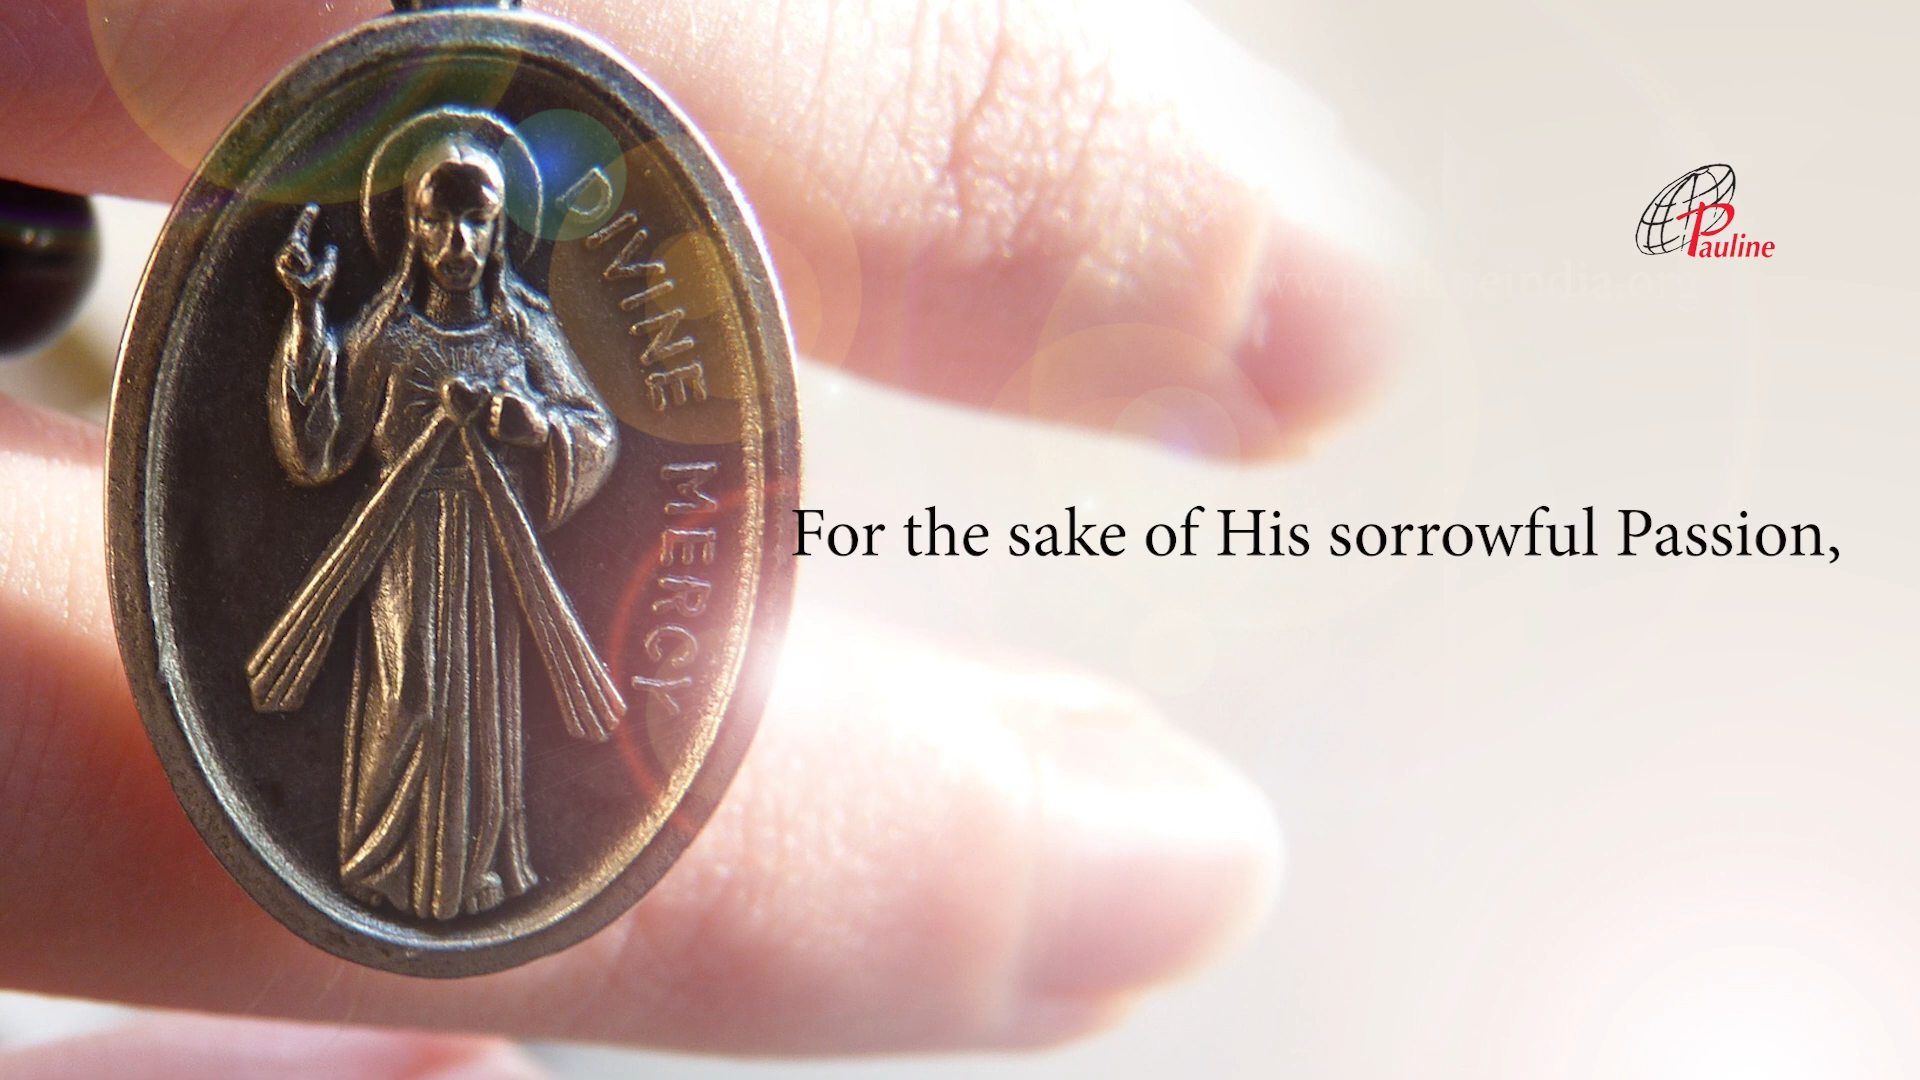 DIVINE MERCY
Pauline
For the sake of His sorrowful Passion,